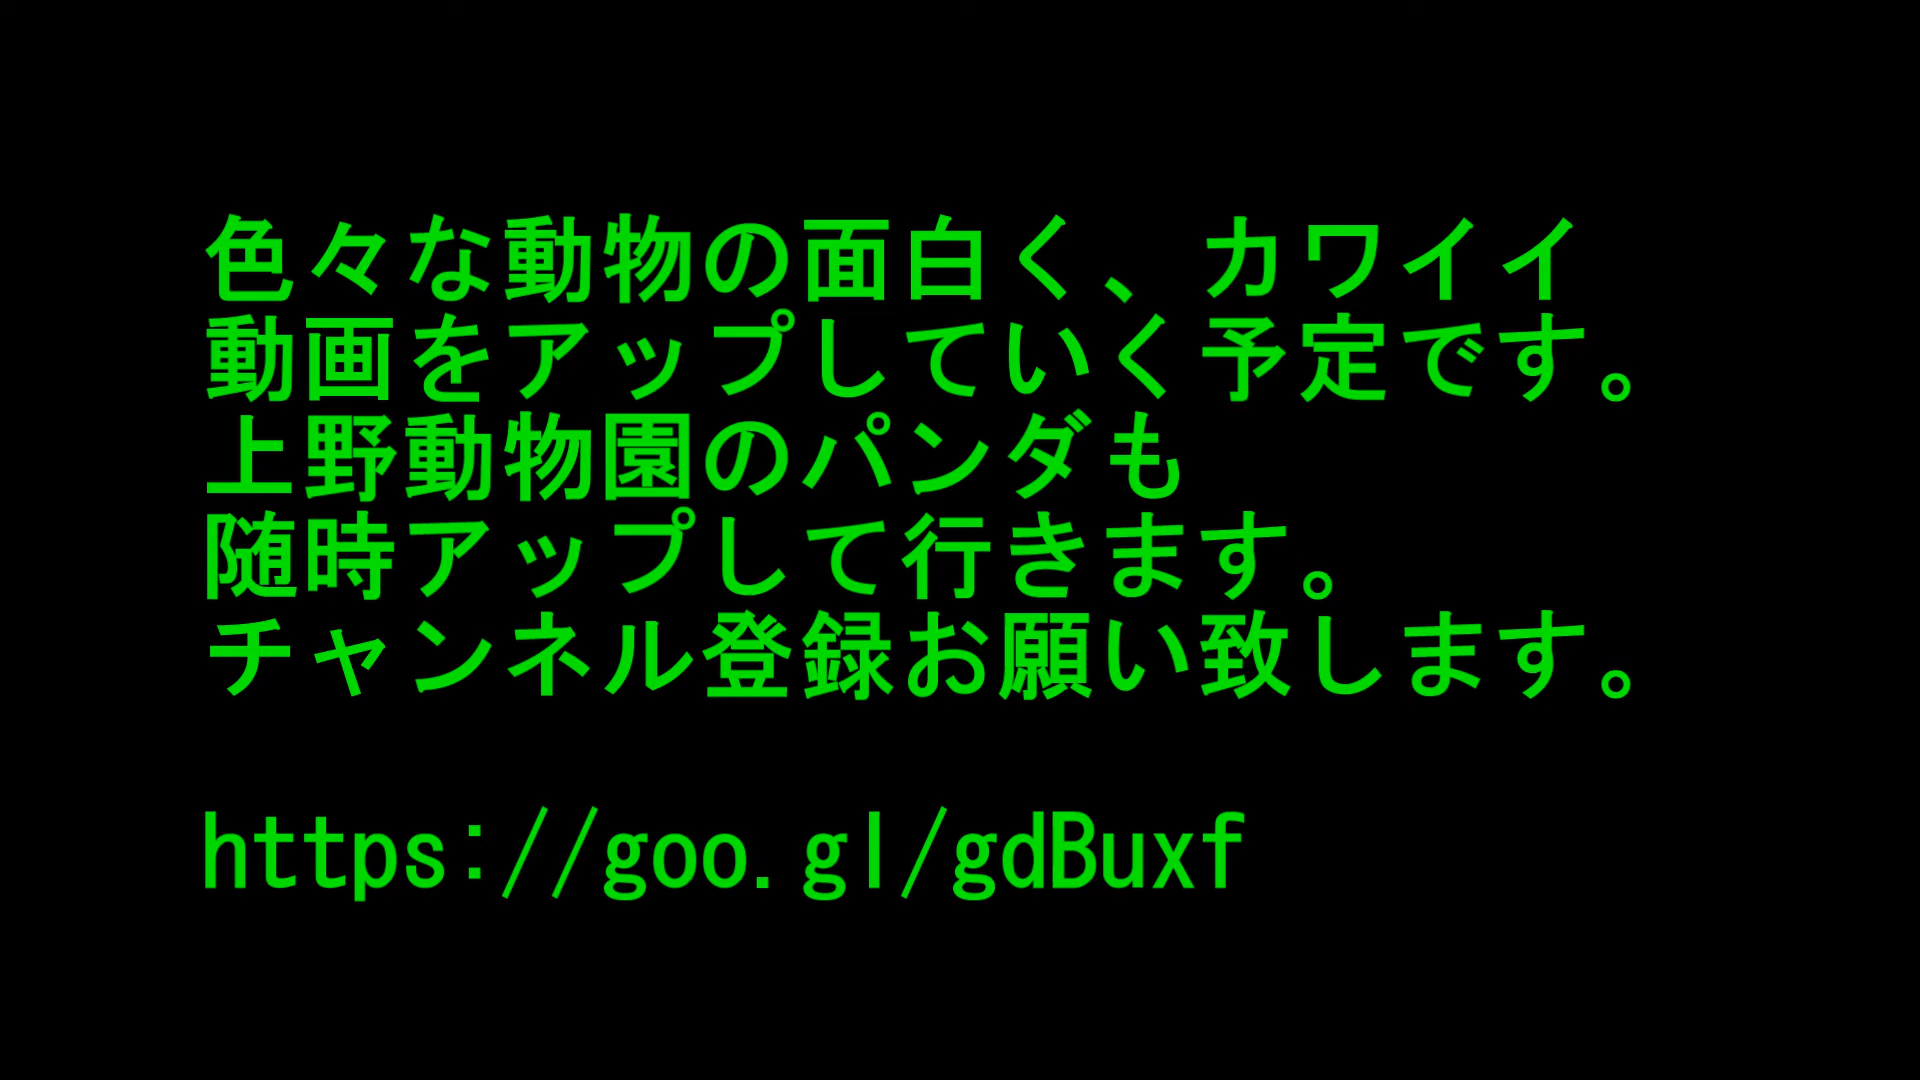 色々な動物の面白く、カワイイ
動画をアップしていく予定です。
上野動物園のパンダも
随時アップして行きます。
チャンネル登録お願い致します。
https://goo.gl/gdBuxf